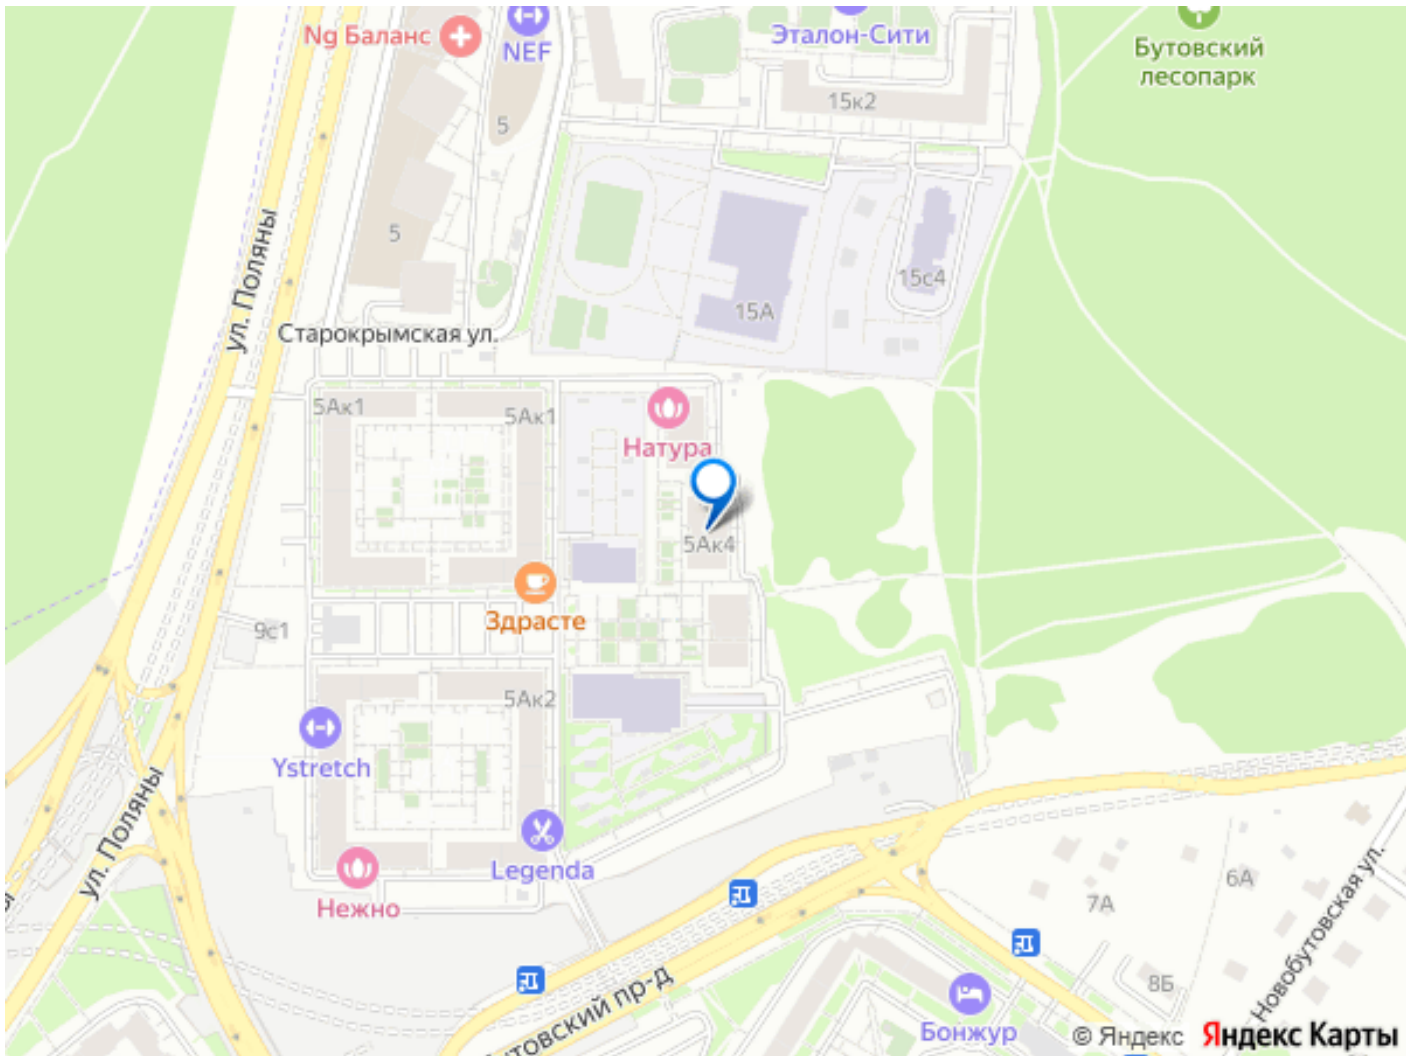 Ng Баланс
NEF
Эталон-Сити
Бутовский
лесопарк
15к2
5
5
15с4
15А
ул. Поляны
Старокрымская ул.
5Ак1
5Ак1
Натура
5Ак4
Здрасте
9с1
5Ак2
Ystretch
ул. Поляны
Legenda
Нежно
6А
7А
8Б
Новобутовская ул.
Бонжур
© Яндекс Яндекс Карты